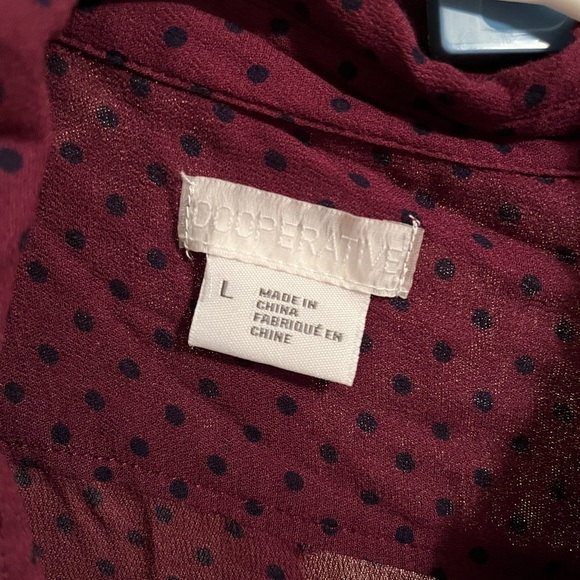 COOPERATIVE
L
MADE IN
CHINA
FABRIQUÉ EN
CHINE